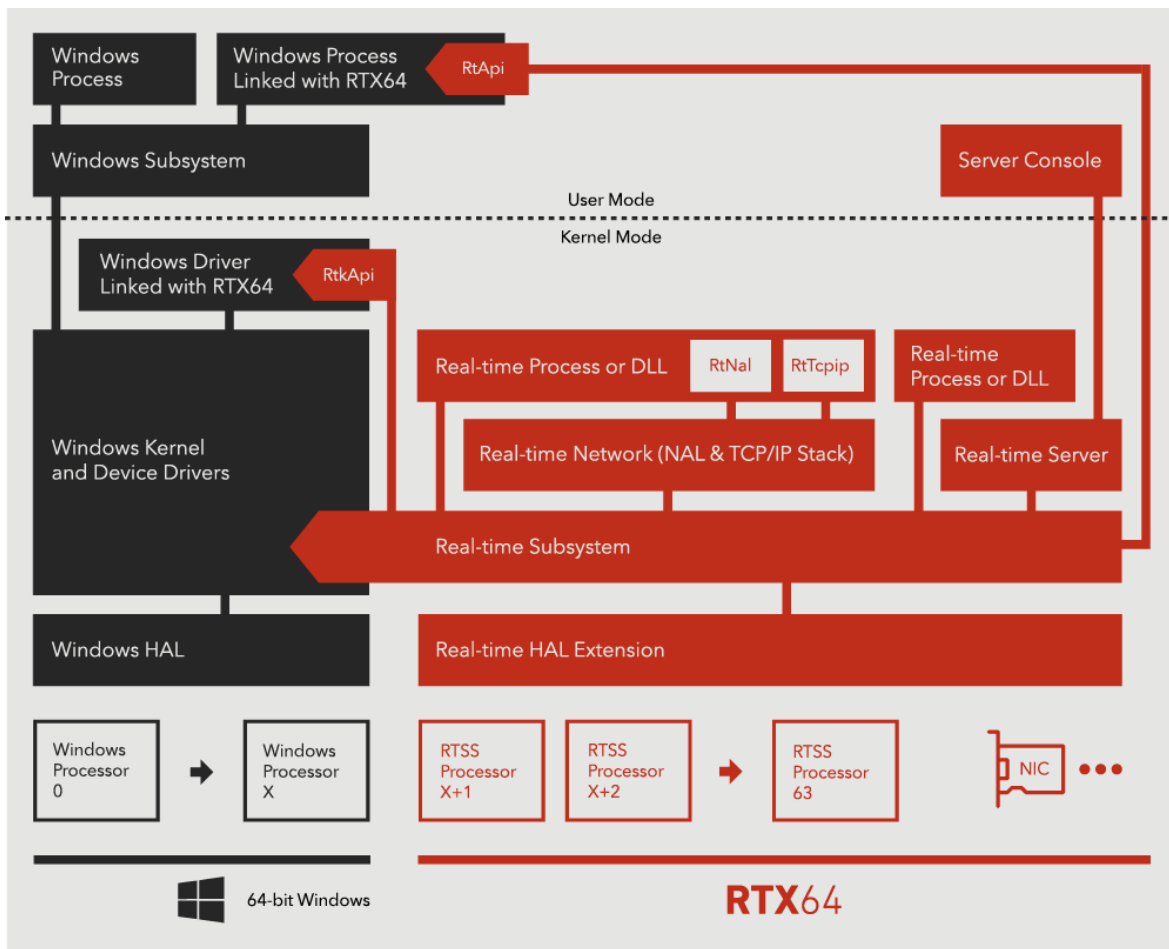 Windows
Process
Windows Process
Linked with RTX64
RtApi
Windows Subsystem
Server Console
User Mode
Kernel Mode
Windows Driver
Linked with RTX64
RtkApi
Real-time Process or DLL
RtNal
RtTcpip
Real-time
Process or DLL
Windows Kernel
and Device Drivers
Real-time Network (NAL & TCP/IP Stack)
Real-time Server
Real-time Subsystem
Windows HAL
Real-time HAL Extension
Windows
Processor
0
Windows
Processor
X
RTSS
Processor
X+1
RTSS
Processor
X+2
RTSS
Processor
63
NIC
64-bit Windows
RTX64